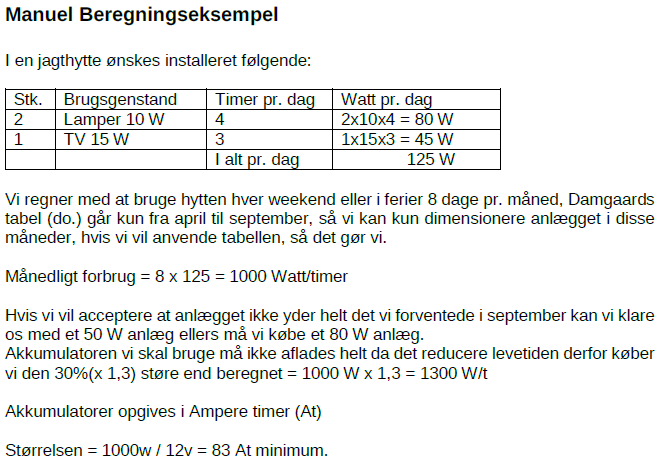 Manuel Beregningseksempel
I en jagthytte ønskes installeret følgende:
Stk. Brugsgenstand Timer pr. dag Watt pr. dag
2 Lamper 10 W 4 2x10x4 = 80 W
1 TV 15 W 3 1x15x3 = 45 W
I alt pr. dag 125 W
Vi regner med at bruge hytten hver weekend eller i ferier 8 dage pr. måned, Damgaards
tabel (do.) går kun fra april til september, så vi kan kun dimensionere anlægget i disse
måneder, hvis vi vil anvende tabellen, så det gør vi.
Månedligt forbrug = 8 x 125 = 1000 Watt/timer
Hvis vi vil acceptere at anlægget ikke yder helt det vi forventede i september kan vi klare
os med et 50 W anlæg ellers må vi købe et 80 W anlæg.
Akkumulatoren vi skal bruge må ikke aflades helt da det reducere levetiden derfor køber
vi den 30%(x 1,3) støre end beregnet = 1000 W x 1,3 = 1300 W/t
Akkumulatorer opgives i Ampere timer (At)
Størrelsen = 1000w / 12v = 83 At minimum.